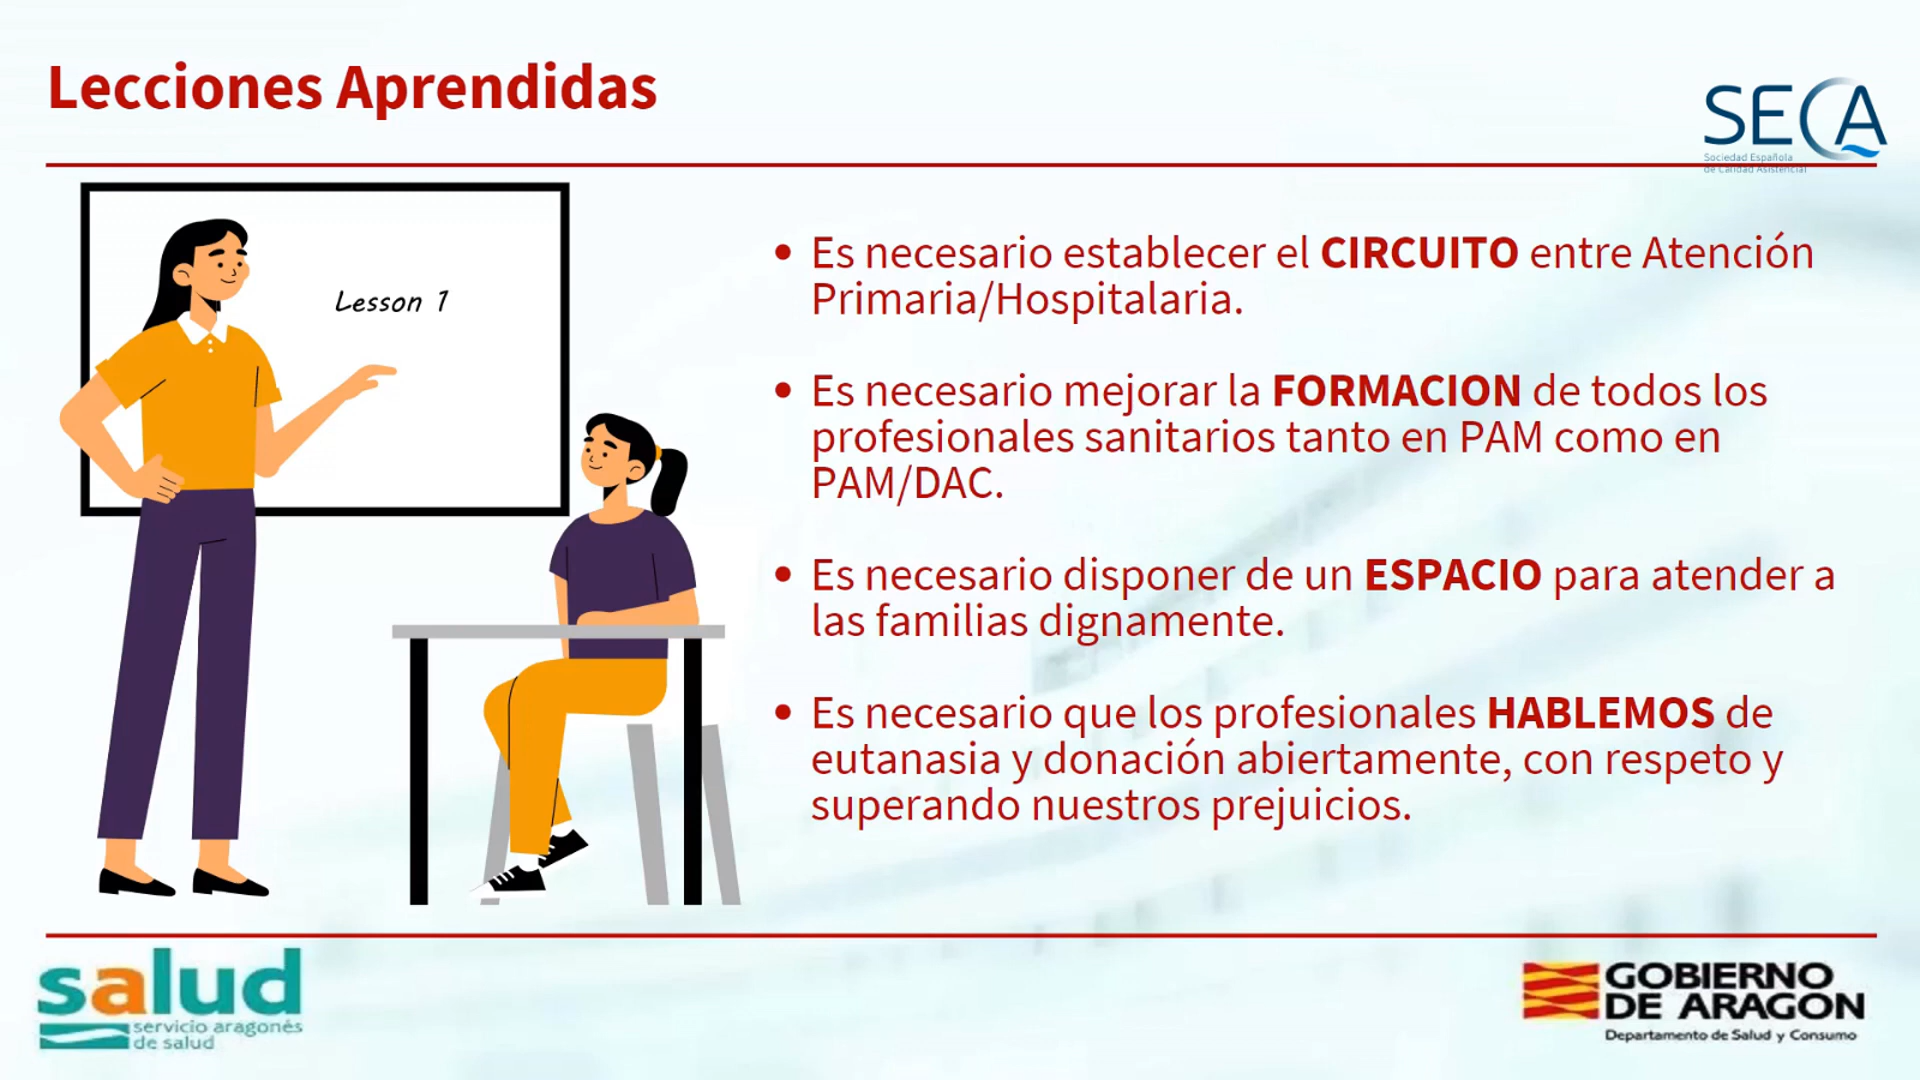 Lecciones Aprendidas
SECA
Sociedad Española
de Calidad Asistencial
Lesson 1
• Es necesario establecer el CIRCUITO entre Atención
Primaria/Hospitalaria.
• Es necesario mejorar la FORMACION de todos los
profesionales sanitarios tanto en PAM como en
PAM/DAC.
• Es necesario disponer de un ESPACIO para atender a
las familias dignamente.
• Es necesario que los profesionales HABLEMOS de
eutanasia y donación abiertamente, con respeto y
superando nuestros prejuicios.
salud
servicio aragonés
de salud
GOBIERNO
DE ARAGON
Departamento de Salud y Consumo